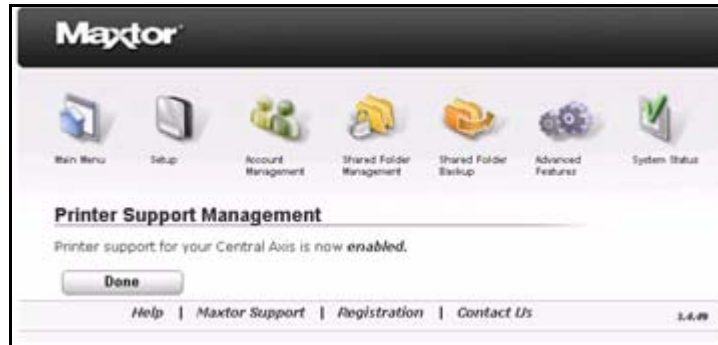 Maxtor
Main Menu
Setup
Account Management
Shared Folder Management
Shared Folder Backup
Advanced Features
System Status
Printer Support Management
Printer support for your Central Axis is now enabled.
Done
Help | Maxtor Support | Registration | Contact Us